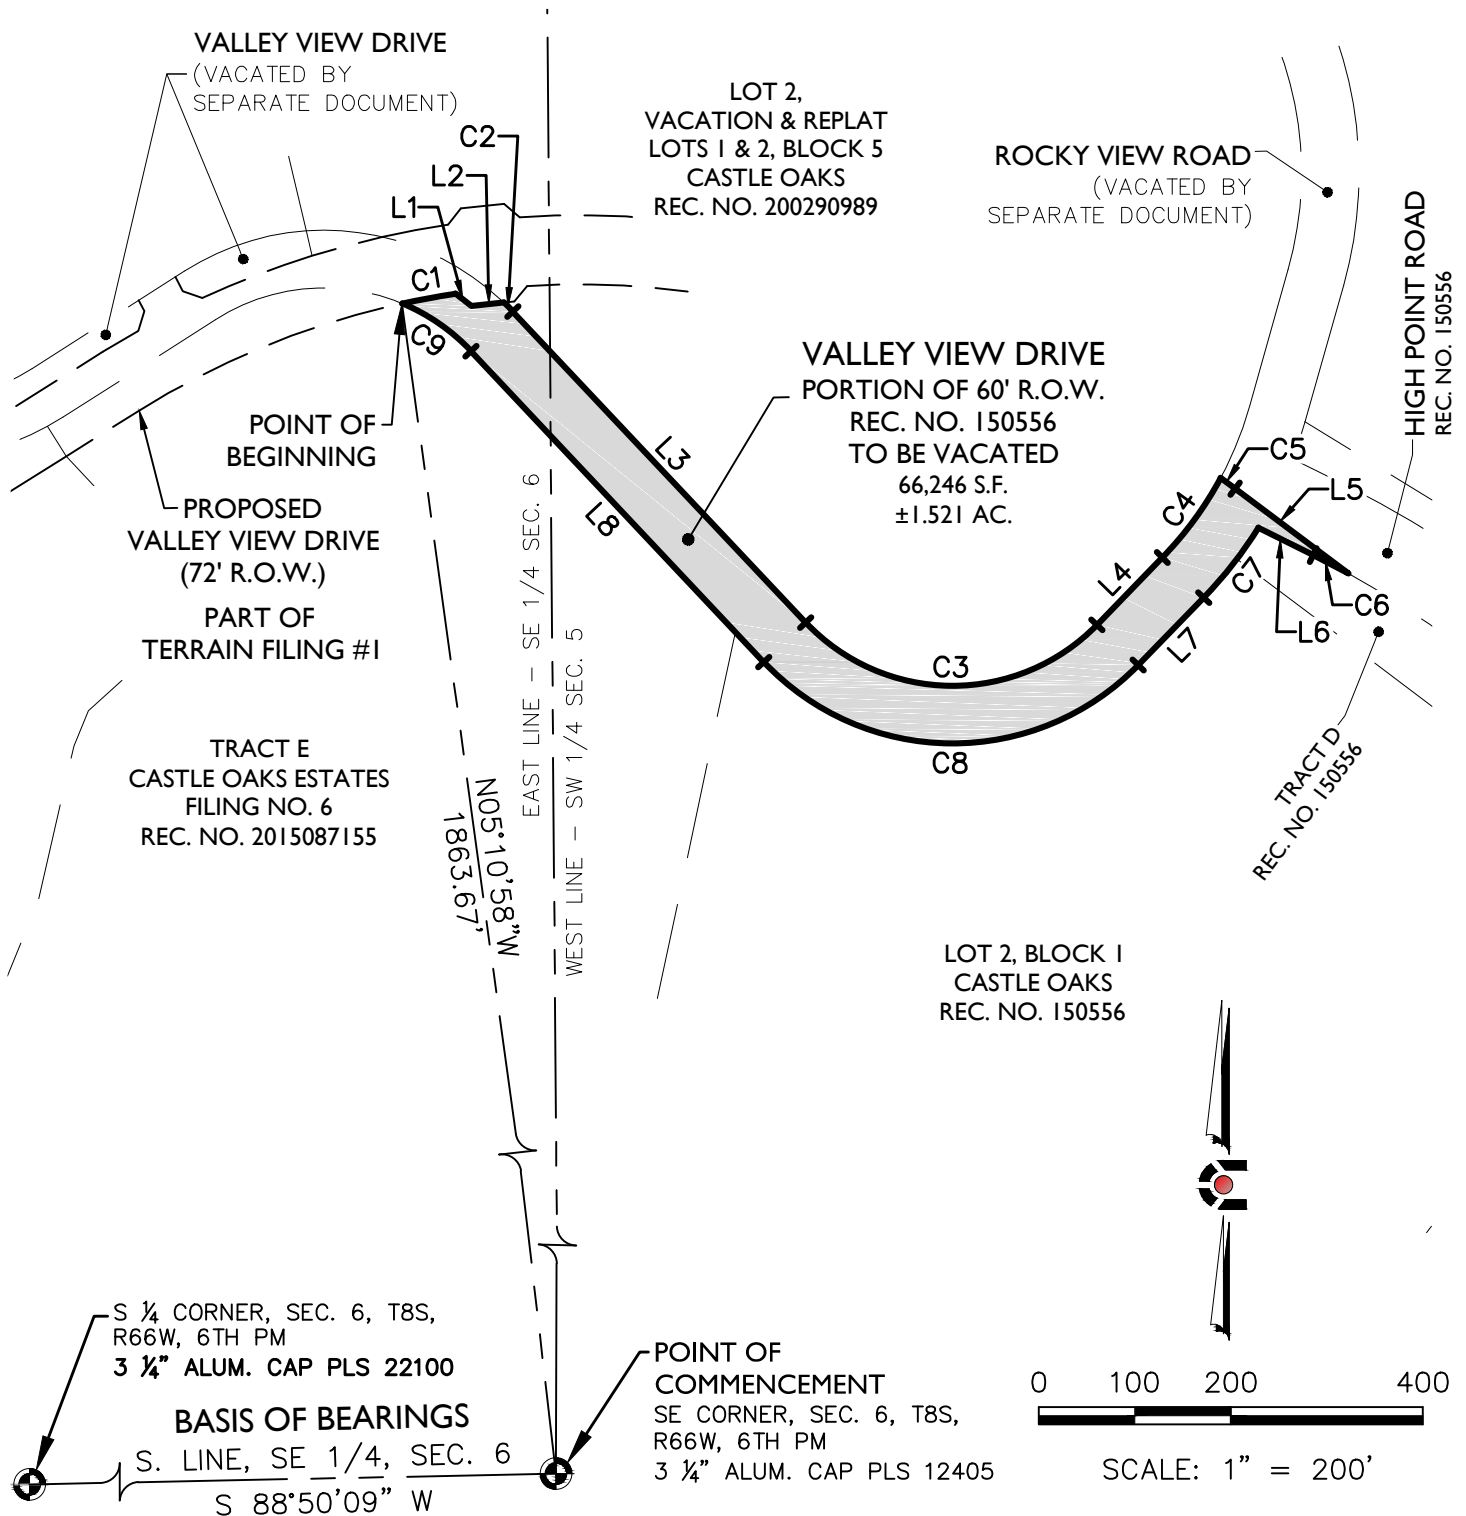 VALLEY VIEW DRIVE
(VACATED BY
SEPARATE DOCUMENT)
LOT 2,
VACATION & REPLAT
LOTS 1 & 2, BLOCK 5
CASTLE OAKS
REC. NO. 200290989
ROCKY VIEW ROAD
(VACATED BY
SEPARATE DOCUMENT)
HIGH POINT ROAD
REC. NO. 150556
C2
L2
L1
C1
C9
VALLEY VIEW DRIVE
PORTION OF 60' R.O.W.
REC. NO. 150556
TO BE VACATED
66,246 S.F.
±1.521 AC.
POINT OF
BEGINNING
L3
L8
C5
L5
C4
L4
C7
C6
L6
L7
C3
C8
PROPOSED
VALLEY VIEW DRIVE
(72' R.O.W.)
PART OF
TERRAIN FILING #1
EAST LINE - SE 1/4 SEC. 6
WEST LINE - SW 1/4 SEC. 5
TRACT E
CASTLE OAKS ESTATES
FILING NO. 6
REC. NO. 2015087155
N05°10'58"W
1863.67'
TRACT D
REC. NO. 150556
LOT 2, BLOCK 1
CASTLE OAKS
REC. NO. 150556
S ¼ CORNER, SEC. 6, T8S,
R66W, 6TH PM
3 ¼" ALUM. CAP PLS 22100
BASIS OF BEARINGS
S. LINE, SE 1/4, SEC. 6
S 88°50'09" W
POINT OF
COMMENCEMENT
SE CORNER, SEC. 6, T8S,
R66W, 6TH PM
3 ¼" ALUM. CAP PLS 12405
0 100 200 400
SCALE: 1" = 200'